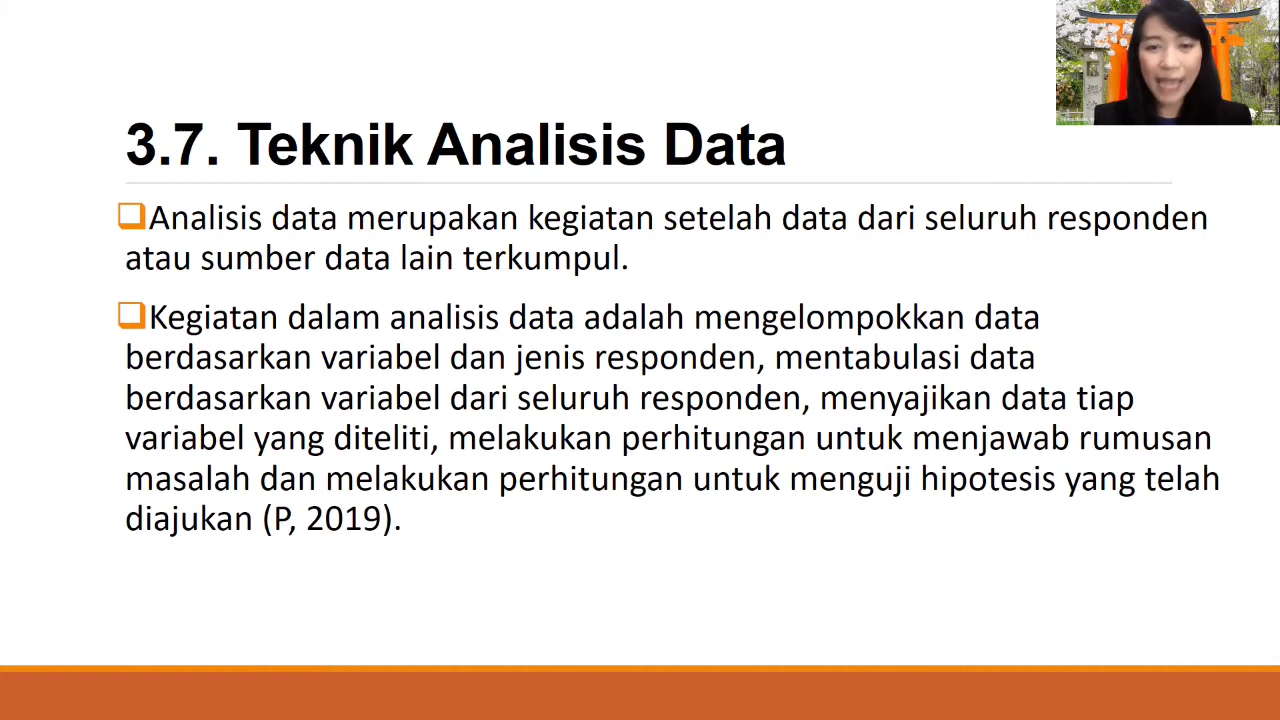 3.7. Teknik Analisis Data
Analisis data merupakan kegiatan setelah data dari seluruh responden
atau sumber data lain terkumpul.
Kegiatan dalam analisis data adalah mengelompokkan data
berdasarkan variabel dan jenis responden, mentabulasi data
berdasarkan variabel dari seluruh responden, menyajikan data tiap
variabel yang diteliti, melakukan perhitungan untuk menjawab rumusan
masalah dan melakukan perhitungan untuk menguji hipotesis yang telah
diajukan (P, 2019).